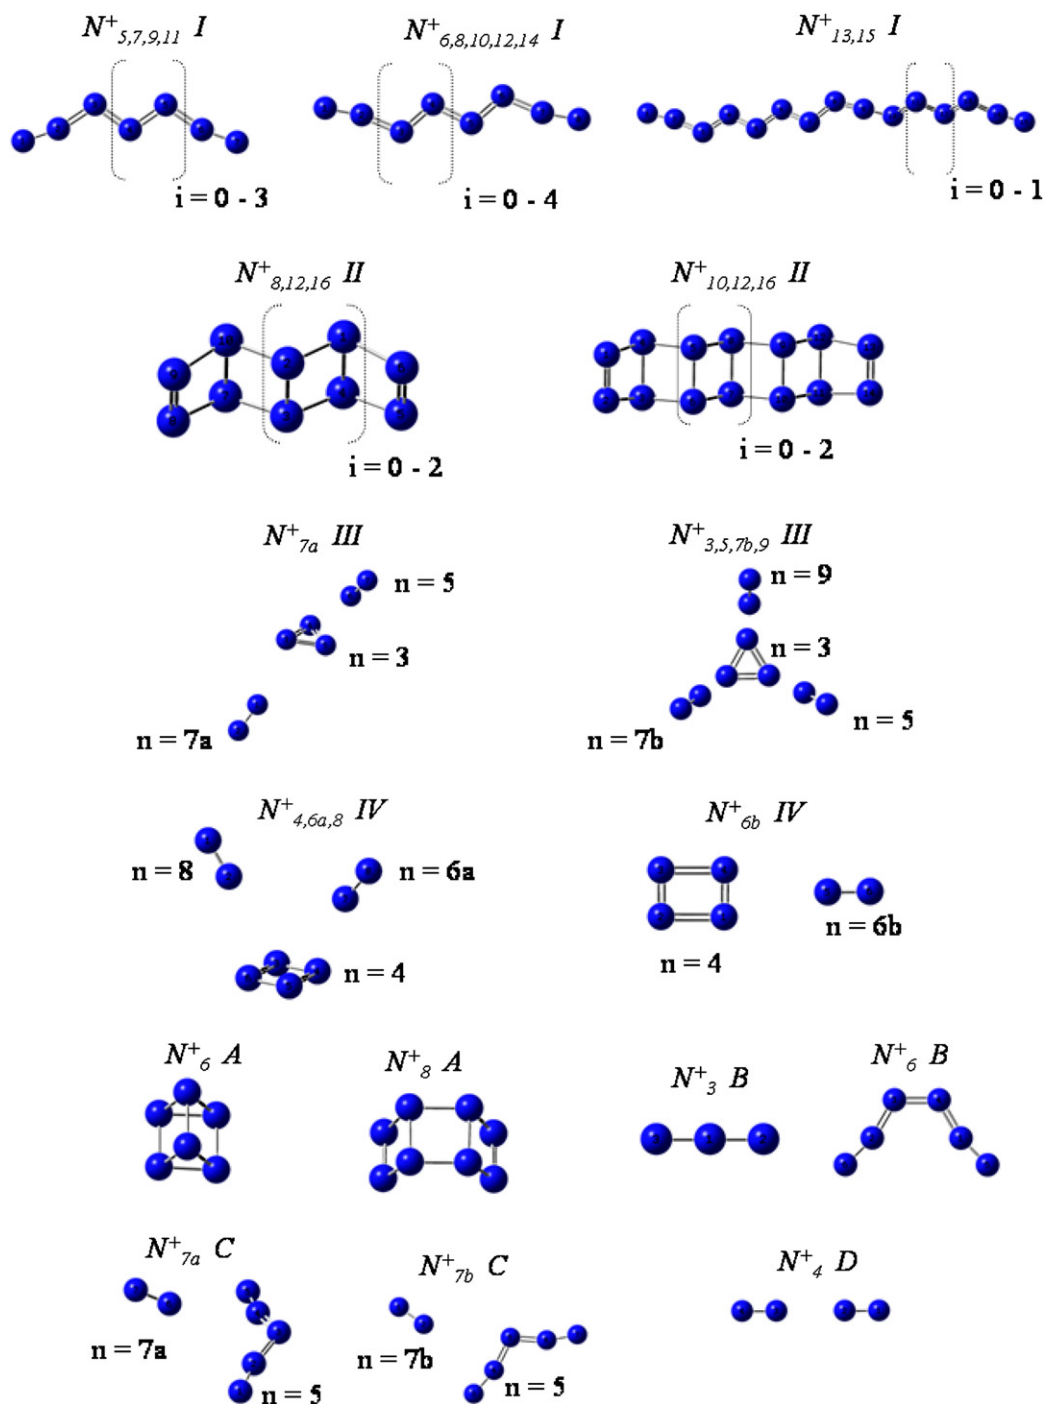 N+5,7,9,11 I
N+6,8,10,12,14 I
N+13,15 I
i = 0 - 3
i = 0 - 4
i = 0 - 1
N+8,12,16 II
N+10,12,16 II
i = 0 - 2
i = 0 - 2
N+7a III
N+3,5,7b,9 III
n = 5
n = 9
n = 3
n = 3
n = 7a
n = 7b
n = 5
N+4,6a,8 IV
N+6b IV
n = 8
n = 6a
n = 6b
n = 4
n = 4
N+6 A
N+8 A
N+3 B
N+6 B
N+7a C
N+7b C
N+4 D
n = 7a
n = 7b
n = 5
n = 5